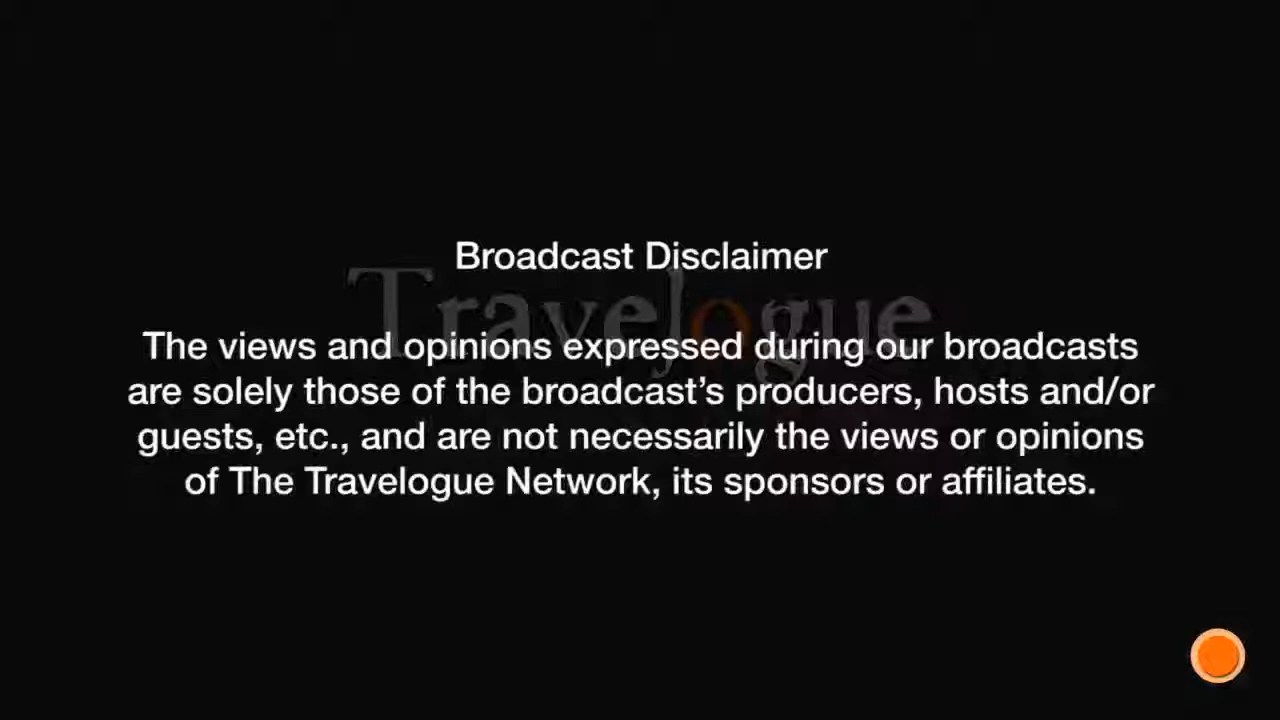 Broadcast Disclaimer
Travelogue
The views and opinions expressed during our broadcasts
are solely those of the broadcast’s producers, hosts and/or
guests, etc., and are not necessarily the views or opinions
of The Travelogue Network, its sponsors or affiliates.